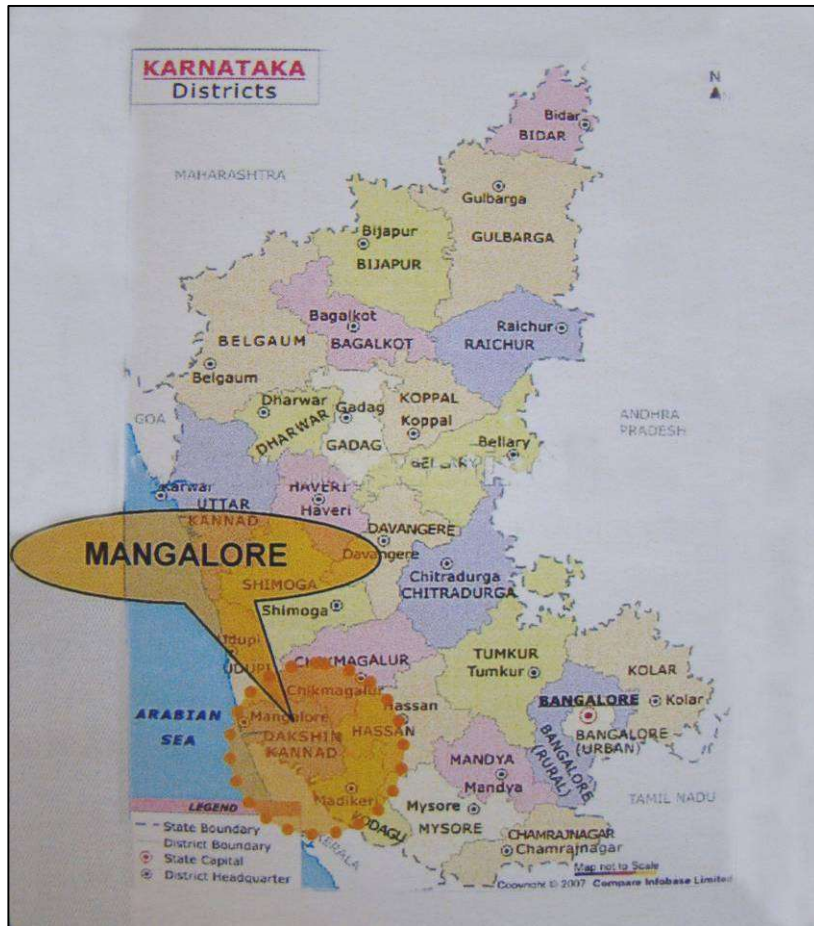 KARNATAKA
Districts
N
Bidar
BIDAR
MAHARASHTRA
Gulbarga
GULBARGA
Bijapur
BIJAPUR
Bagalkot
BAGALKOT
Raichur
RAICHUR
BELGAUM
Belgaum
Dharwar
DHARWAR
Gadag
GADAG
KOPPAL
Koppal
GOA
ANDHRA
PRADESH
Bellary
Karwar
UTTAR
KANNAD
HAVERI
Haveri
DAVANGERE
Davangere
MANGALORE
Chitradurga
CHITRADURGA
SHIMOGA
Shimoga
Udupi
UDUPI
CHIKMAGALUR
Chikmagalur
TUMKUR
Tumkur
KOLAR
Kolar
BANGALORE
BANGALORE
(URBAN)
BANGALORE
(RURAL)
ARABIAN
SEA
Mangalore
DAKSHIN
KANNAD
Hassan
HASSAN
MANDYA
Mandya
Madikeri
KODAGU
Mysore
MYSORE
TAMIL NADU
CHAMRAJNAGAR
Chamrajnagar
KERALA
LEGEND
State Boundary
District Boundary
State Capital
District Headquarter
Map not to Scale
Copyright © 2007 Compare Infobase Limited